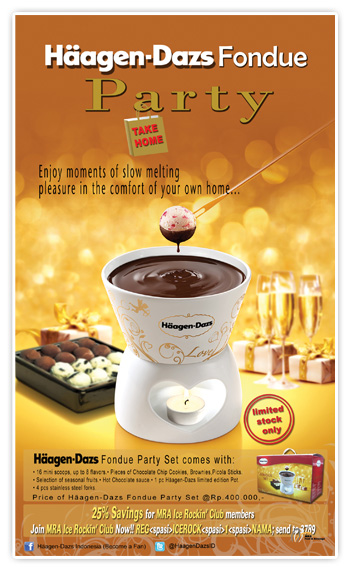 Häagen-Dazs Fondue
Party
TAKE
HOME
Enjoy moments of slow melting
pleasure in the comfort of your own home...
Häagen-Dazs
Love
limited
stock
only
Häagen-Dazs Fondue Party Set comes with:
• 16 mini scoops, up to 8 flavors.• Pieces of Chocolate Chip Cookies, Brownies,Picola Sticks.
• Selection of seasonal fruits • Hot Chocolate sauce • 1 pc Häagen-Dazs limited edition Pot
• 4 pcs stainless steel forks
Price of Häagen-Dazs Fondue Party Set @Rp.400.000,-
25% Savings for MRA Ice Rockin' Club members
Join MRA Ice Rockin' Club Now!! REG<spasi>ICEROCK<spasi>1<spasi>NAMA; send to 9789
Häagen-Dazs Indonesia (Become a Fan)
@HäagenDazsID